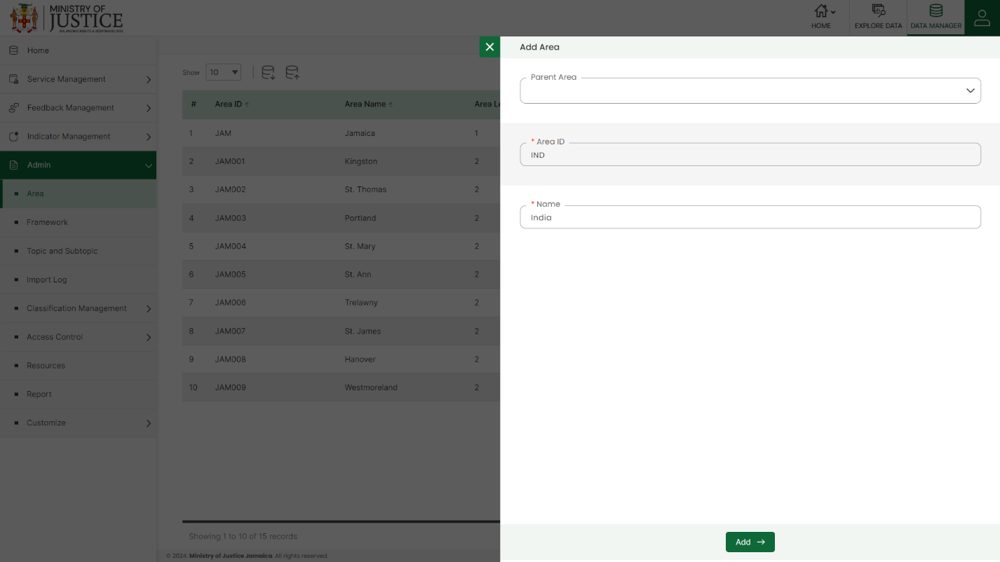 MINISTRY OF
JUSTICE
BALANCING RIGHTS & RESPONSIBILITIES
HOME
EXPLORE DATA
DATA MANAGER
Home
Service Management
Feedback Management
Indicator Management
Admin
Area
Framework
Topic and Subtopic
Import Log
Classification Management
Access Control
Resources
Report
Customize
Show 10
# Area ID Area Name Area Le
1 JAM Jamaica 1
2 JAM001 Kingston 2
3 JAM002 St. Thomas 2
4 JAM003 Portland 2
5 JAM004 St. Mary 2
6 JAM005 St. Ann 2
7 JAM006 Trelawny 2
8 JAM007 St. James 2
9 JAM008 Hanover 2
10 JAM009 Westmoreland 2
Showing 1 to 10 of 15 records
© 2024. Ministry of Justice Jamaica. All rights reserved.
Add Area
Parent Area
* Area ID
IND
* Name
India
Add